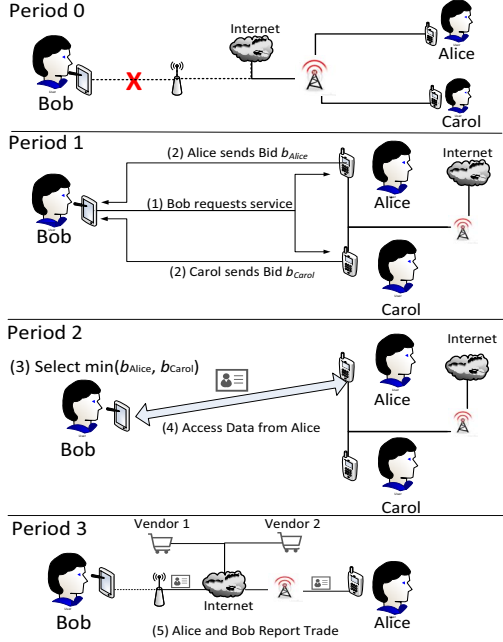 Period 0
Internet
X
Bob
Alice
Carol
Period 1
(2) Alice sends Bid bAlice
Internet
(1) Bob requests service
Alice
Bob
(2) Carol sends Bid bCarol
Carol
Period 2
Internet
(3) Select min(bAlice, bCarol)
Alice
(4) Access Data from Alice
Bob
Carol
Period 3
Vendor 1
Vendor 2
Internet
Bob
Alice
(5) Alice and Bob Report Trade